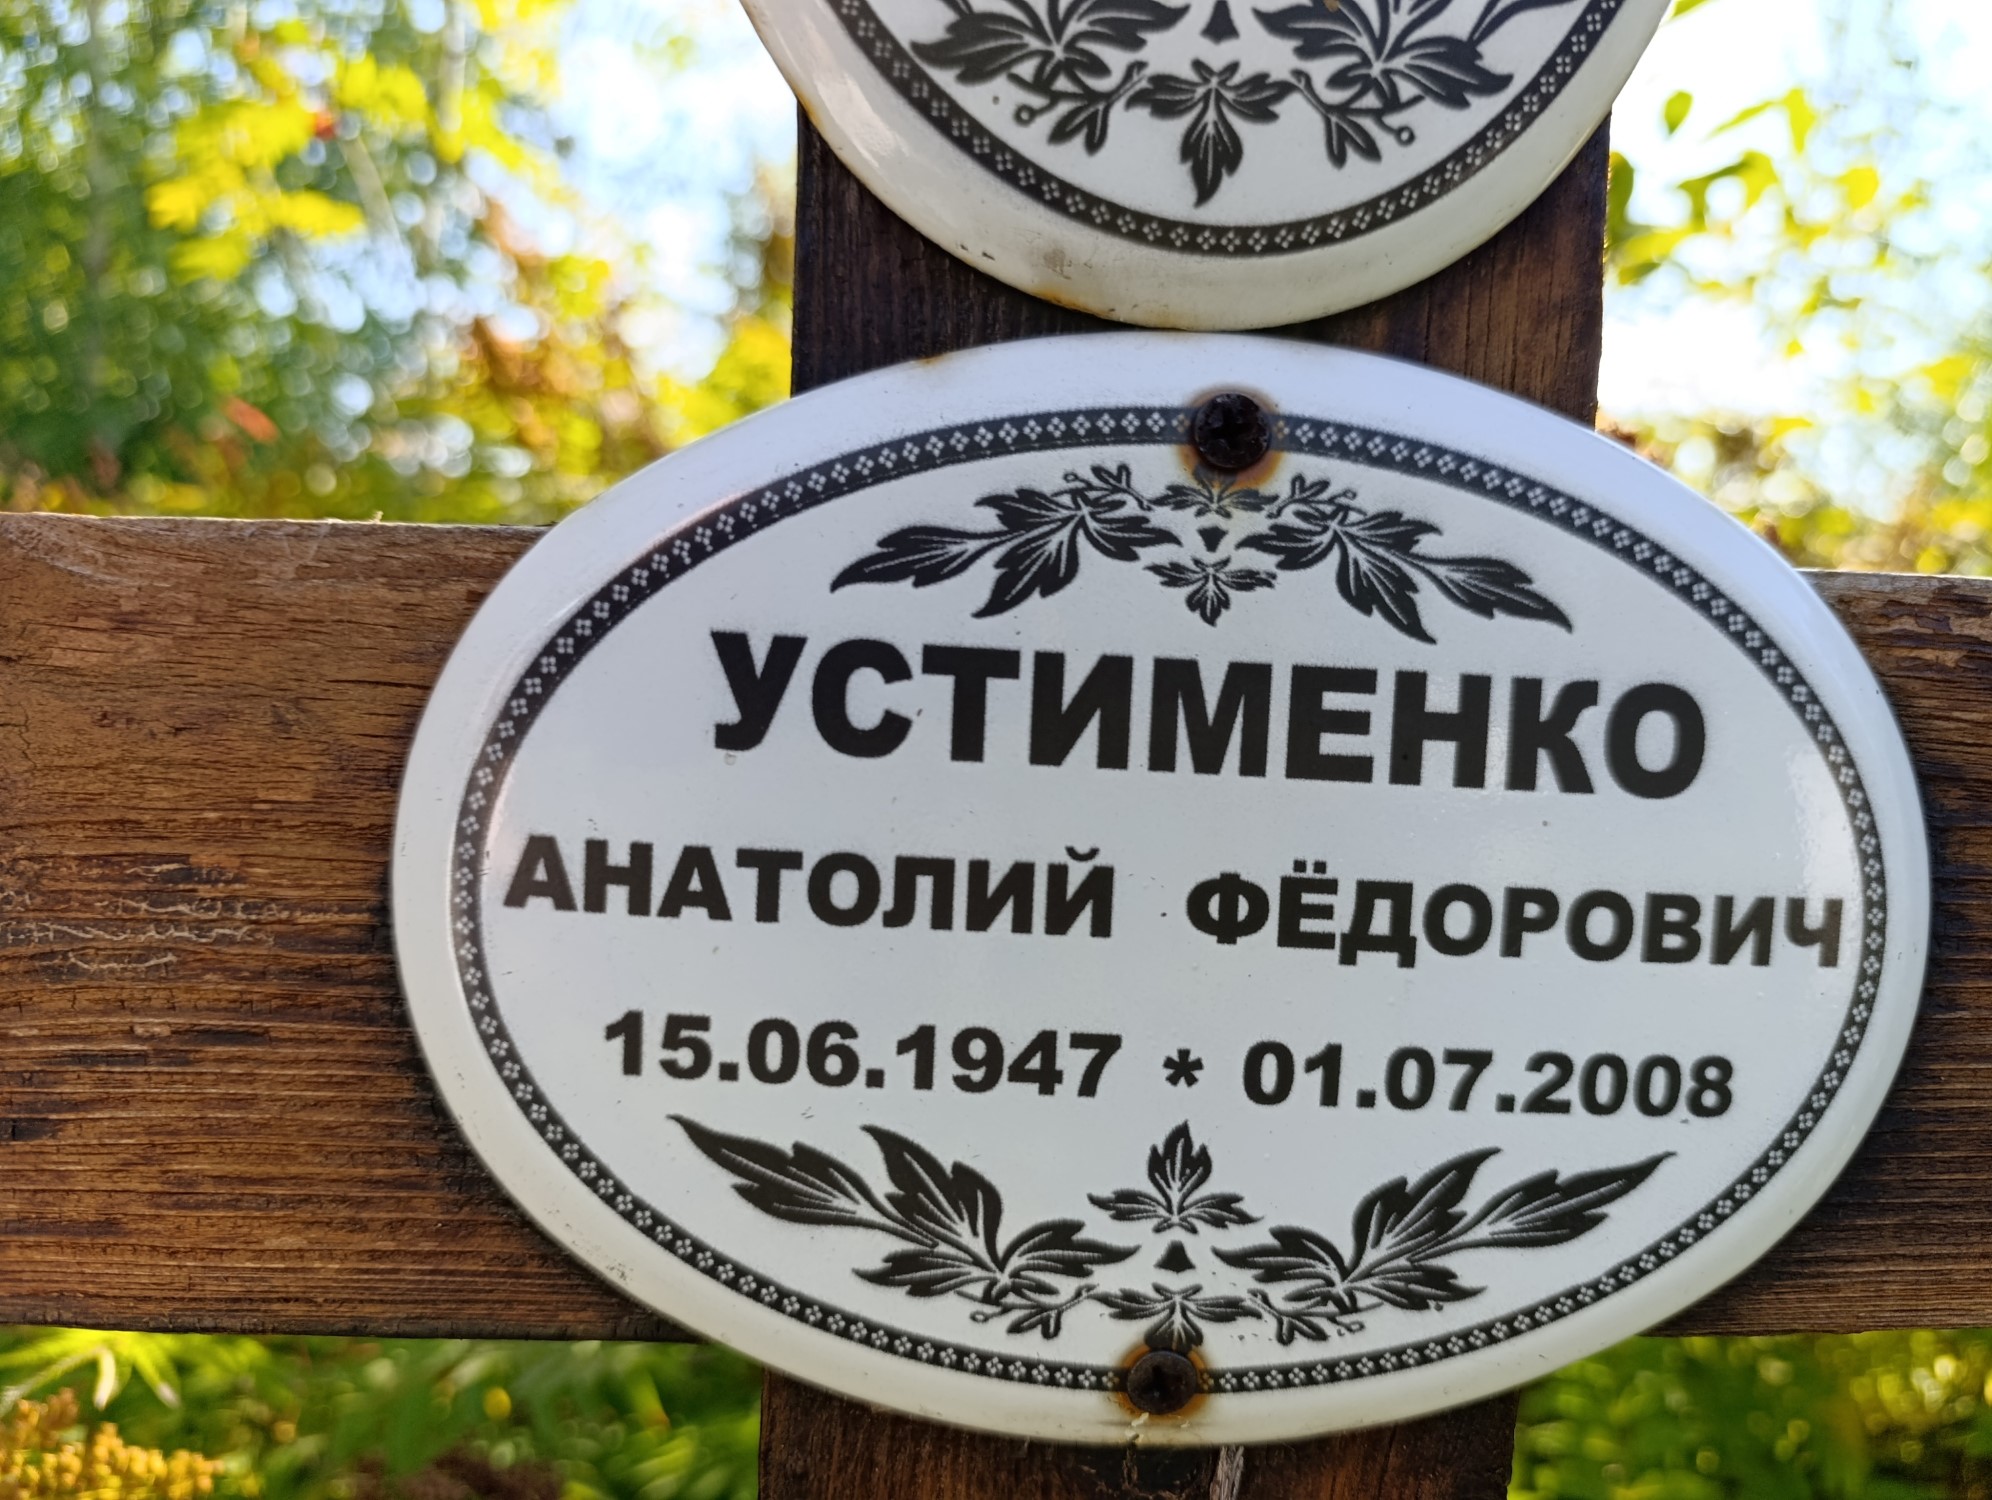 УСТИМЕНКО
АНАТОЛИЙ ФЁДОРОВИЧ
15.06.1947 * 01.07.2008